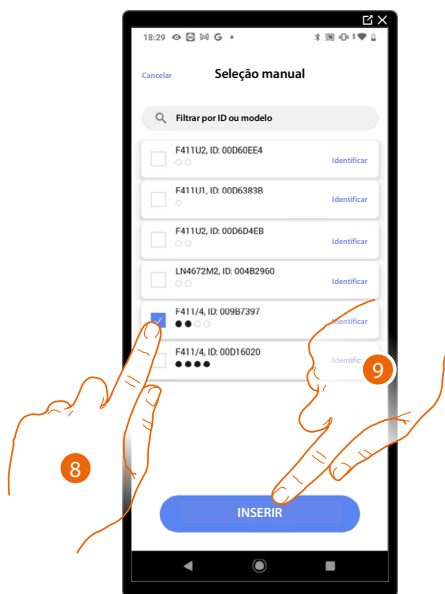 18:29 G
Cancelar Seleção manual
Filtrar por ID ou modelo
F411U2, ID: 00D60EE4
Identificar
F411U1, ID: 00D6383B
Identificar
F411U2, ID: 00D6D4EB
Identificar
LN4672M2, ID: 004B2960
Identificar
F411/4, ID: 009B7397
Identificar
F411/4, ID: 00D16020
Identificar
9
8
INSERIR